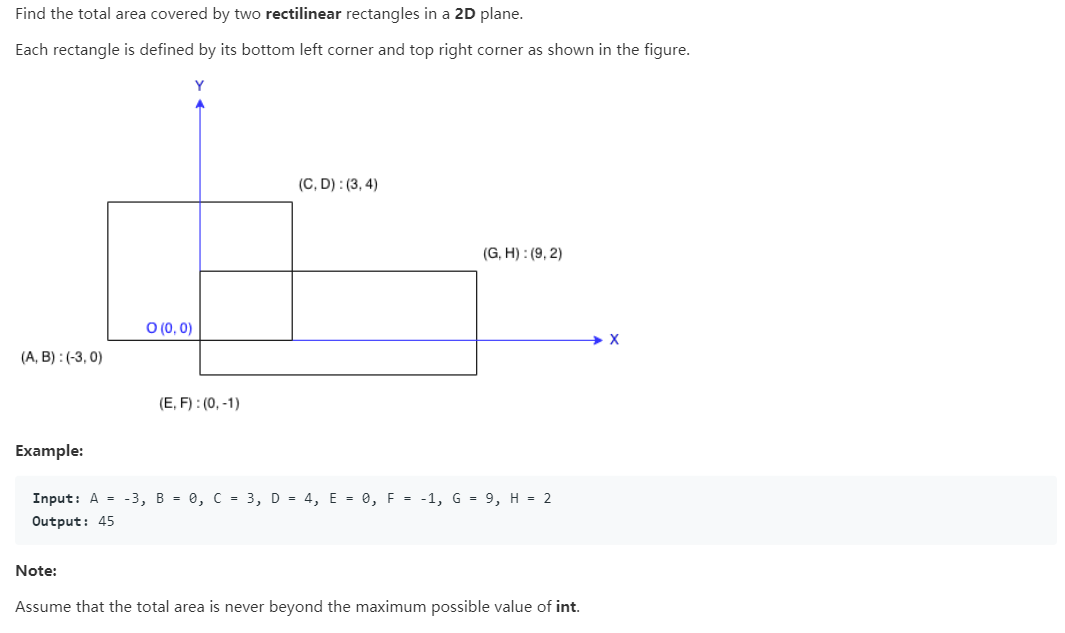 Find the total area covered by two rectilinear rectangles in a 2D plane.
Each rectangle is defined by its bottom left corner and top right corner as shown in the figure.
Y
(C, D) : (3, 4)
(G, H) : (9, 2)
O (0, 0)
X
(A, B) : (-3, 0)
(E, F) : (0, -1)
Example:
Input: A = -3, B = 0, C = 3, D = 4, E = 0, F = -1, G = 9, H = 2
Output: 45
Note:
Assume that the total area is never beyond the maximum possible value of int.